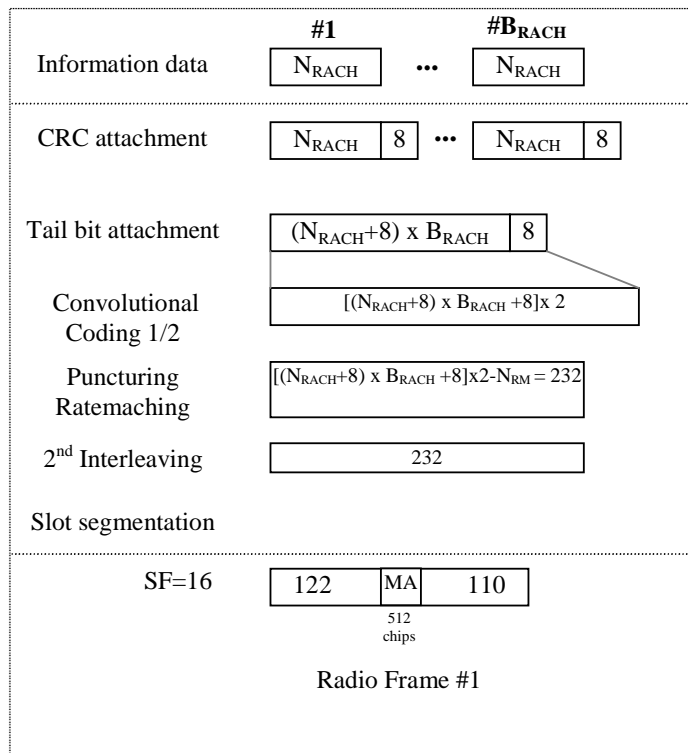 #1 #B_RACH
Information data N_RACH ... N_RACH
CRC attachment N_RACH 8 ... N_RACH 8
Tail bit attachment (N_RACH+8) x B_RACH 8
Convolutional
Coding 1/2
[(N_RACH+8) x B_RACH +8]x 2
Puncturing
Ratemaching
[(N_RACH+8) x B_RACH +8]x2-N_RM = 232
2nd Interleaving 232
Slot segmentation
SF=16 122 MA 110
512
chips
Radio Frame #1